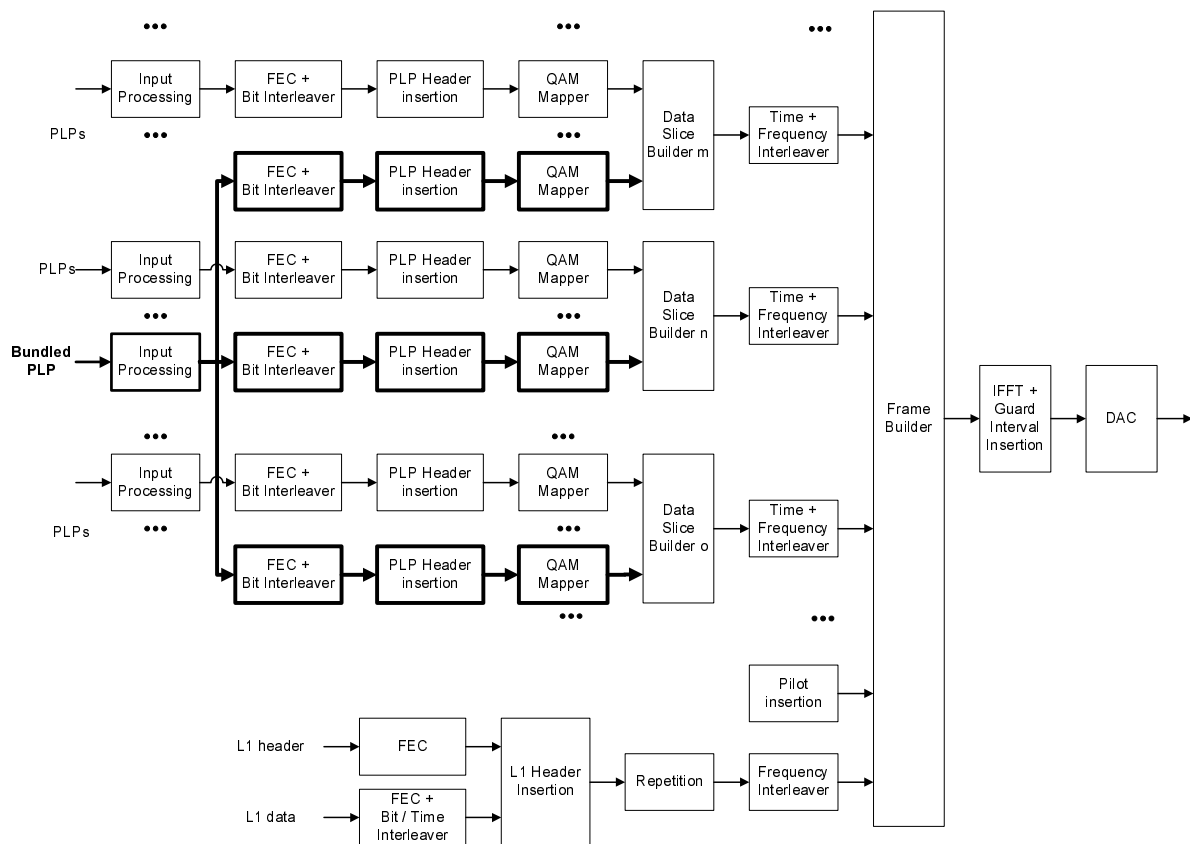 •••
•••
•••
Input
Processing
FEC +
Bit Interleaver
PLP Header
insertion
QAM
Mapper
Data
Slice
Builder m
Time +
Frequency
Interleaver
PLPs
•••
•••
FEC +
Bit Interleaver
PLP Header
insertion
QAM
Mapper
PLPs
Input
Processing
FEC +
Bit Interleaver
PLP Header
insertion
QAM
Mapper
Data
Slice
Builder n
Time +
Frequency
Interleaver
•••
•••
Bundled
PLP
Input
Processing
FEC +
Bit Interleaver
PLP Header
insertion
QAM
Mapper
Frame
Builder
IFFT +
Guard
Interval
Insertion
DAC
•••
•••
Input
Processing
FEC +
Bit Interleaver
PLP Header
insertion
QAM
Mapper
Data
Slice
Builder o
Time +
Frequency
Interleaver
PLPs
•••
•••
FEC +
Bit Interleaver
PLP Header
insertion
QAM
Mapper
•••
•••
Pilot
insertion
L1 header
FEC
L1 Header
Insertion
Repetition
Frequency
Interleaver
L1 data
FEC +
Bit / Time
Interleaver